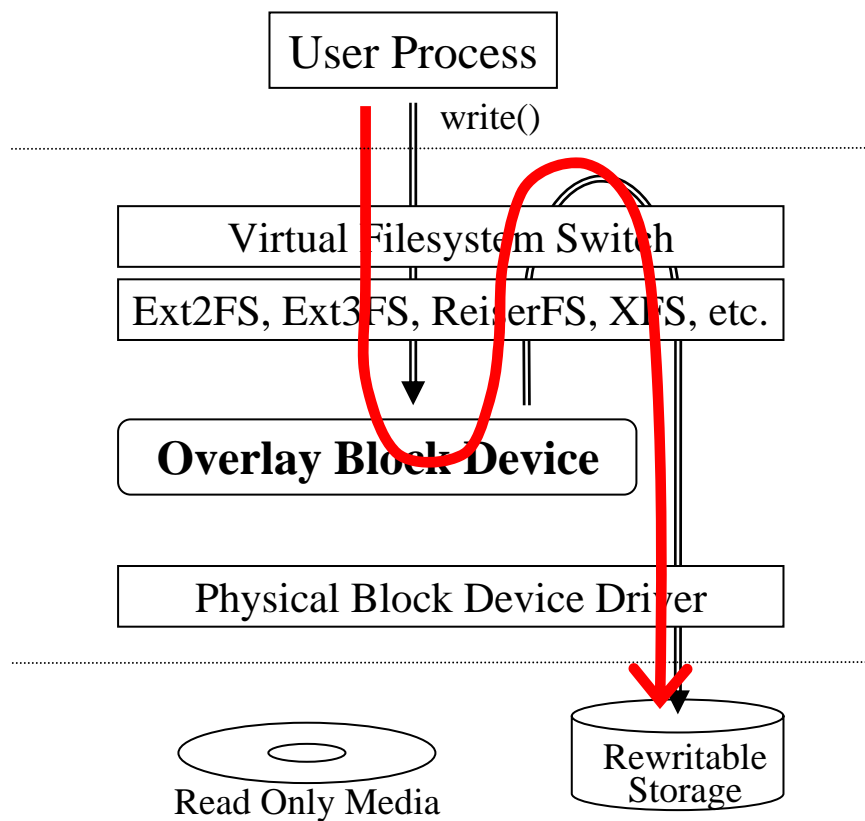 User Process
write()
Virtual Filesystem Switch
Ext2FS, Ext3FS, ReiserFS, XFS, etc.
Overlay Block Device
Physical Block Device Driver
Rewritable
Storage
Read Only Media